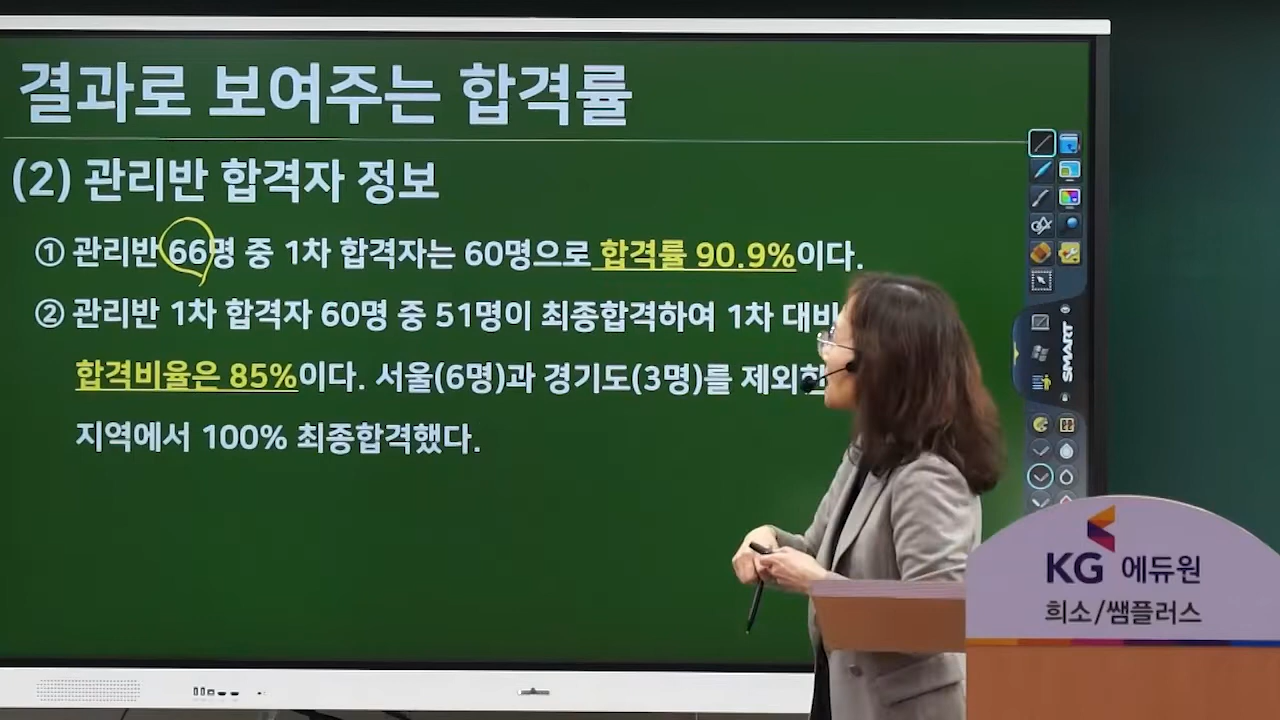 결과로 보여주는 합격률
(2) 관리반 합격자 정보
① 관리반 66명 중 1차 합격자는 60명으로 합격률 90.9%이다.
② 관리반 1차 합격자 60명 중 51명이 최종합격하여 1차 대비
합격비율은 85%이다. 서울(6명)과 경기도(3명)를 제외한
지역에서 100% 최종합격했다.
SMART
KG 에듀원
희소/쌤플러스